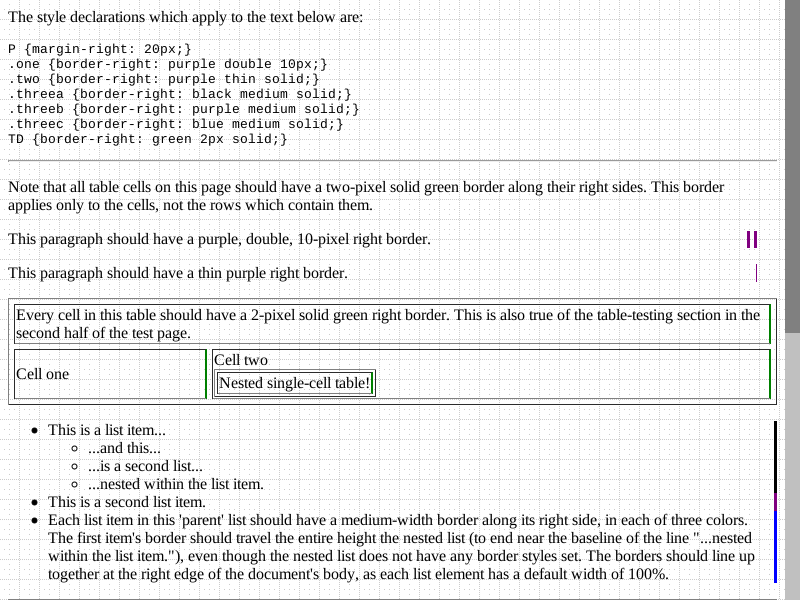 The style declarations which apply to the text below are:
P {margin-right: 20px;}
.one {border-right: purple double 10px;}
.two {border-right: purple thin solid;}
.threea {border-right: black medium solid;}
.threeb {border-right: purple medium solid;}
.threec {border-right: blue medium solid;}
TD {border-right: green 2px solid;}
Note that all table cells on this page should have a two-pixel solid green border along their right sides. This border
applies only to the cells, not the rows which contain them.
This paragraph should have a purple, double, 10-pixel right border.
This paragraph should have a thin purple right border.
Every cell in this table should have a 2-pixel solid green right border. This is also true of the table-testing section in the
second half of the test page.
Cell one
Cell two
Nested single-cell table!
This is a list item...
...and this...
...is a second list...
...nested within the list item.
This is a second list item.
Each list item in this 'parent' list should have a medium-width border along its right side, in each of three colors.
The first item's border should travel the entire height the nested list (to end near the baseline of the line "...nested
within the list item."), even though the nested list does not have any border styles set. The borders should line up
together at the right edge of the document's body, as each list element has a default width of 100%.